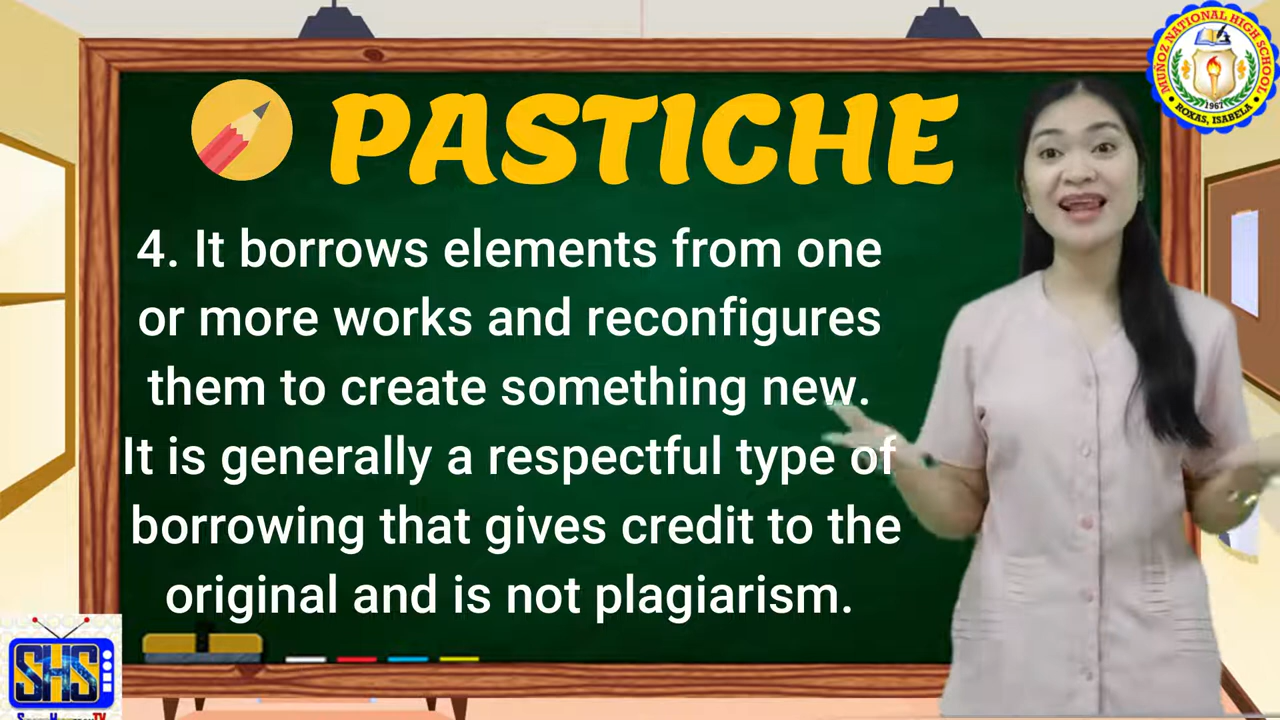 PASTICHE
4. It borrows elements from one
or more works and reconfigures
them to create something new.
It is generally a respectful type of
borrowing that gives credit to the
original and is not plagiarism.
MUÑOZ NATIONAL HIGH SCHOOL
1967
ROXAS, ISABELA
SHS